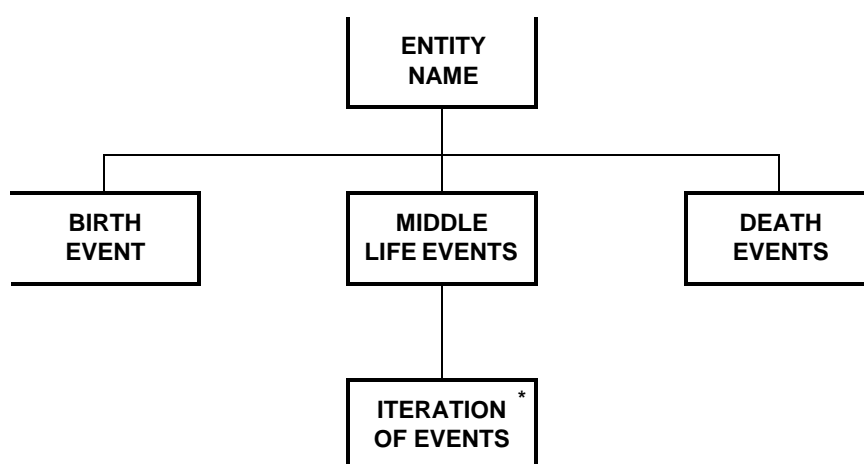 ENTITY
NAME
BIRTH
EVENT
MIDDLE
LIFE EVENTS
DEATH
EVENTS
ITERATION *
OF EVENTS